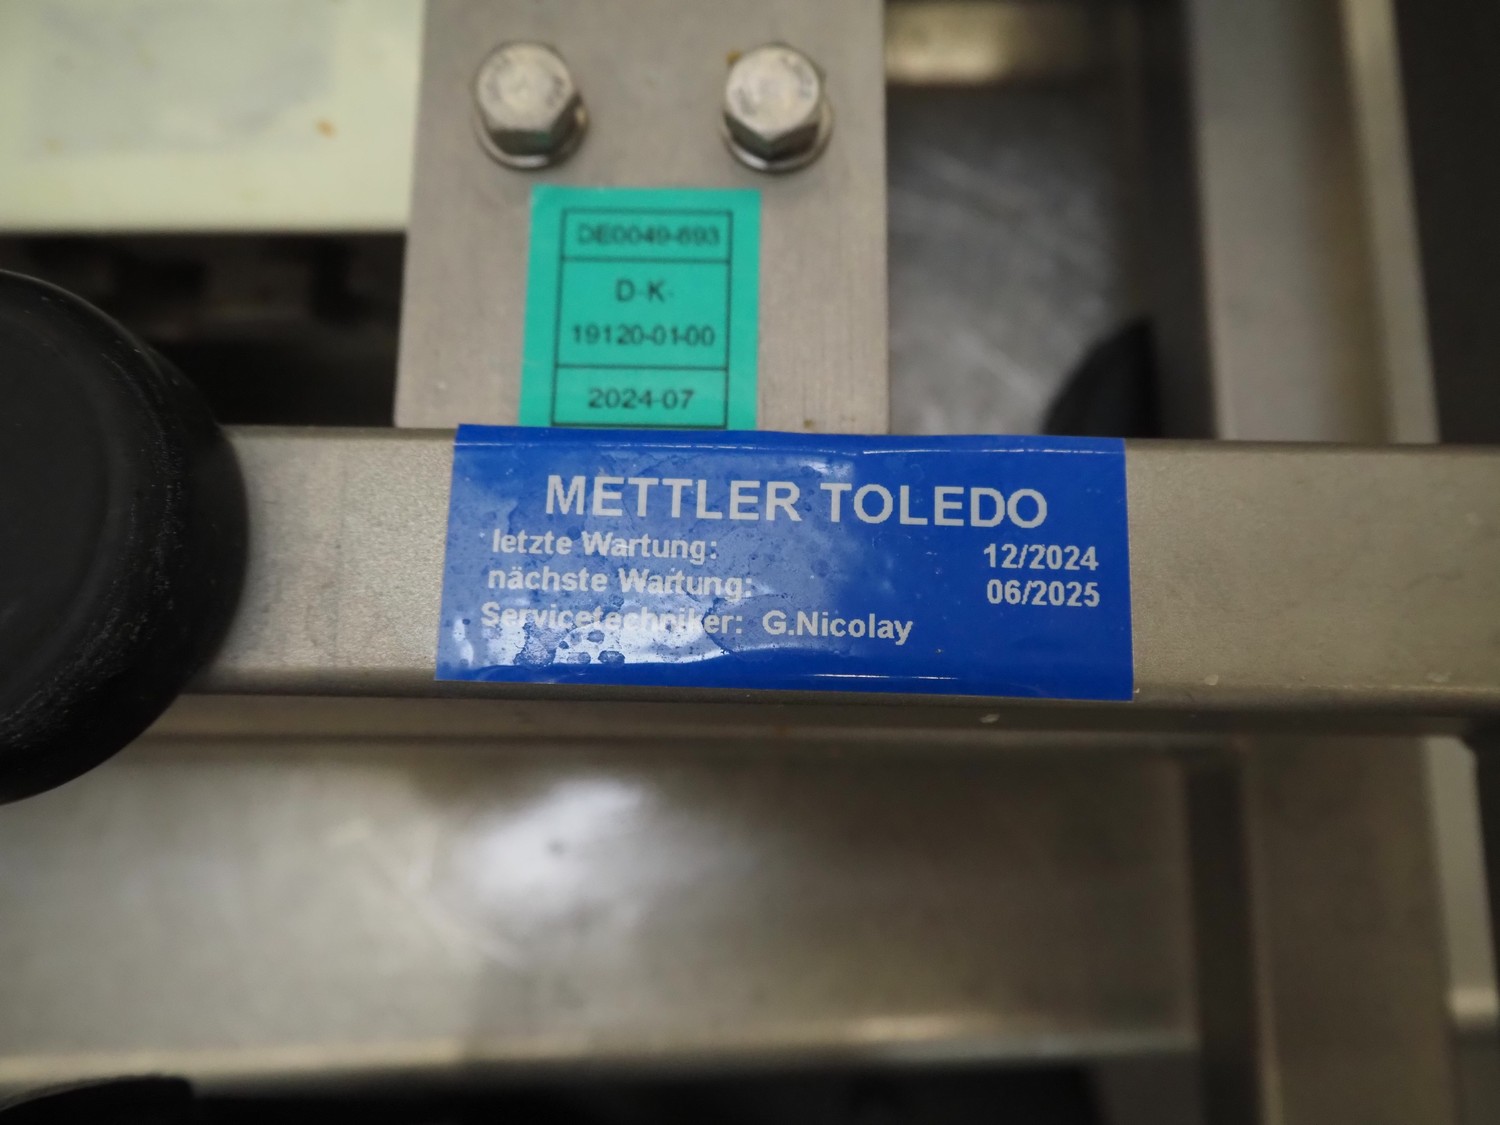 DE0049-693
D-K-
19120-01-00
2024-07
METTLER TOLEDO
letzte Wartung: 12/2024
nächste Wartung: 06/2025
Servicetechniker: G.Nicolay